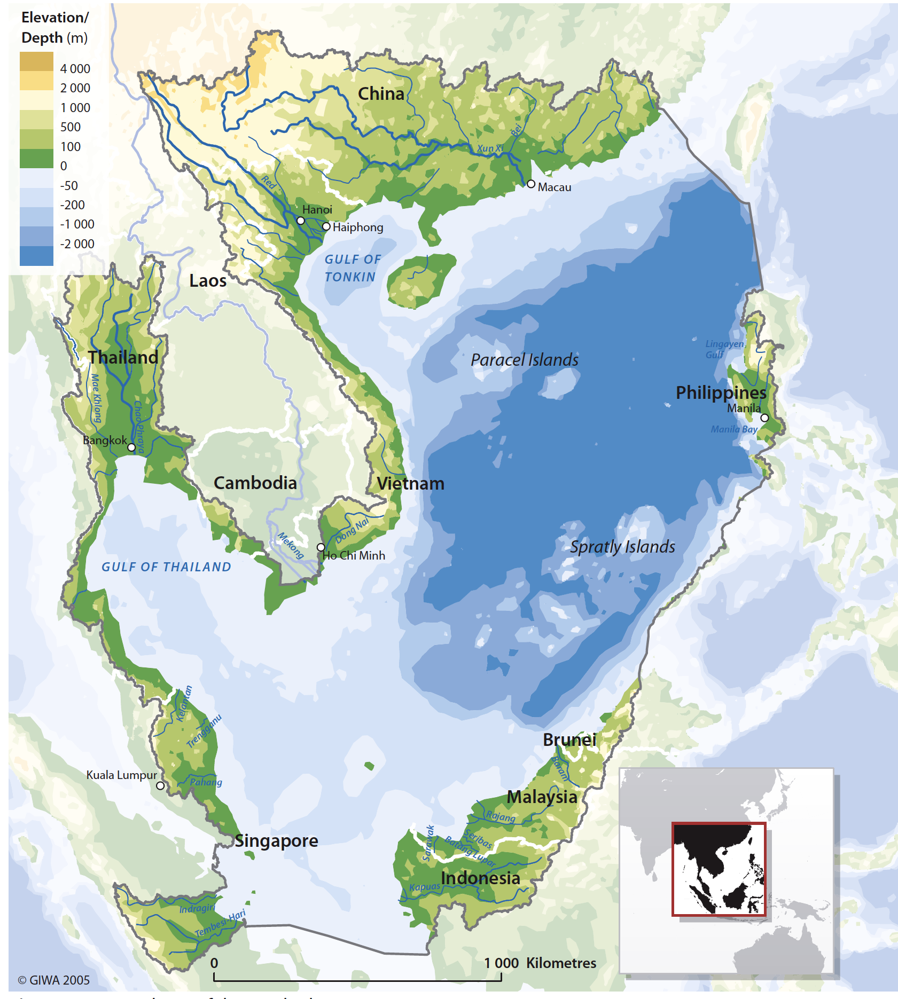 Elevation/
Depth (m)
4 000
2 000
1 000
500
100
0
-50
-200
-1 000
-2 000
China
Bei
Xun Xi
Macau
Red
Hanoi
Haiphong
GULF OF
TONKIN
Laos
Thailand
Mae Khlong
Chao Phraya
Bangkok
Paracel Islands
Lingayen
Gulf
Philippines
Manila
Manila Bay
Cambodia
Vietnam
Dong Nai
Mekong
Ho Chi Minh
GULF OF THAILAND
Spratly Islands
Kelantan
Trengganu
Kuala Lumpur
Pahang
Brunei
Baram
Malaysia
Rajang
Seribas
Batang Lupar
Sarawak
Singapore
Indonesia
Kapuas
Indragiri
Tembesi-Hari
0
1 000 Kilometres
© GIWA 2005